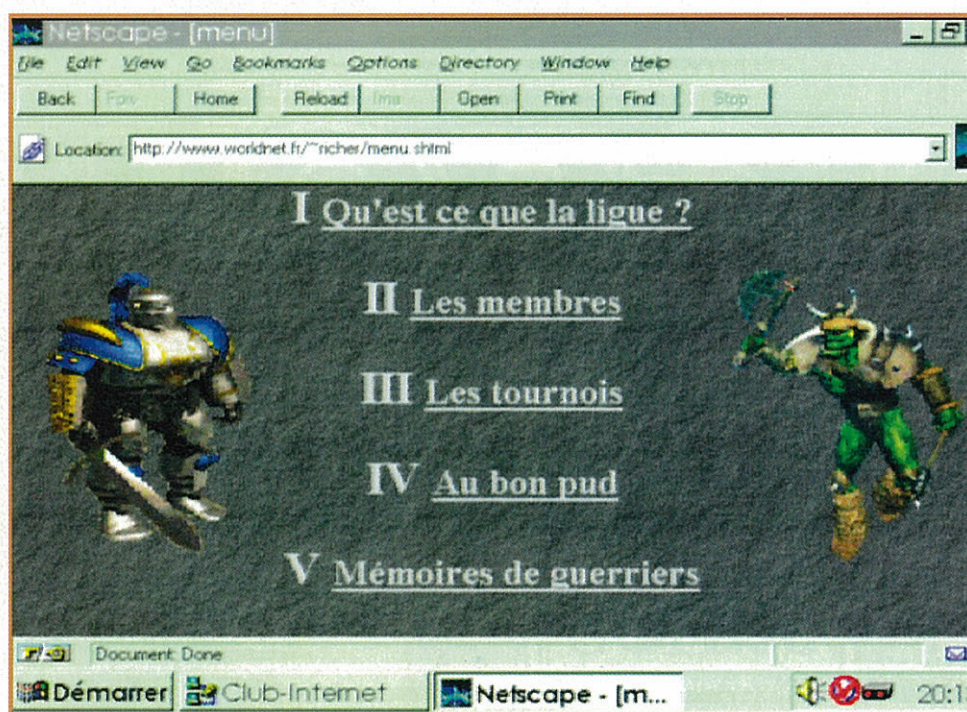 Netscape - [menu]
File Edit View Go Bookmarks Options Directory Window Help
Back Home Reload Open Print Find Stop
Location: http://www.worldnet.fr/~richer/menu.shtml
I Qu'est ce que la ligue ?
II Les membres
III Les tournois
IV Au bon pud
V Mémoires de guerriers
Document: Done
Démarrer Club-Internet Netscape - [m...